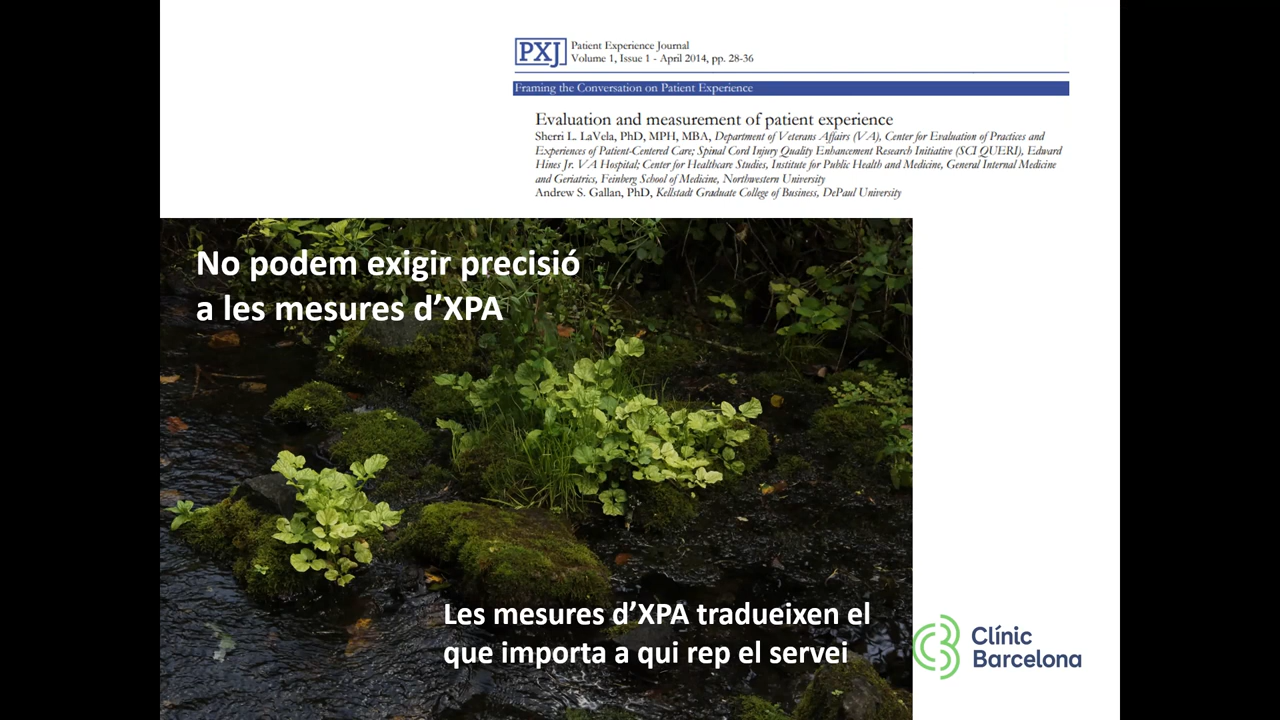 PXJ
Patient Experience Journal
Volume 1, Issue 1 - April 2014, pp. 28-36
Framing the Conversation on Patient Experience
Evaluation and measurement of patient experience
Sherri L. LaVela, PhD, MPH, MBA, Department of Veterans Affairs (VA), Center for Evaluation of Practices and
Experiences of Patient-Centered Care; Spinal Cord Injury Quality Enhancement Research Initiative (SCI QUERI), Edward
Hines Jr. VA Hospital; Center for Healthcare Studies, Institute for Public Health and Medicine, General Internal Medicine
and Geriatrics, Feinberg School of Medicine, Northwestern University
Andrew S. Gallan, PhD, Kellstadt Graduate College of Business, DePaul University
No podem exigir precisió
a les mesures d’XPA
Les mesures d’XPA tradueixen el
que importa a qui rep el servei
Clínic
Barcelona